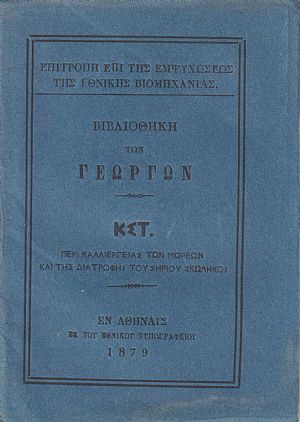 ΕΠΙΤΡΟΠΗ ΕΠΙ ΤΗΣ ΕΜΨΥΧΩΣΕΩΣ
ΤΗΣ ΕΘΝΙΚΗΣ ΒΙΟΜΗΧΑΝΙΑΣ.
ΒΙΒΛΙΟΘΗΚΗ
ΤΩΝ
ΓΕΩΡΓΩΝ
ΚΣΤ.
ΠΕΡΙ ΚΑΛΛΙΕΡΓΕΙΑΣ ΤΩΝ ΜΩΡΕΩΝ
ΚΑΙ ΤΗΣ ΔΙΑΤΡΟΦΗΣ ΤΟΥ ΣΗΡΙΟΥ ΣΚΩΛΗΚΟΣ
ΕΝ ΑΘΗΝΑΙΣ
ΕΚ ΤΟΥ ΕΘΝΙΚΟΥ ΤΥΠΟΓΡΑΦΕΙΟΥ
1879